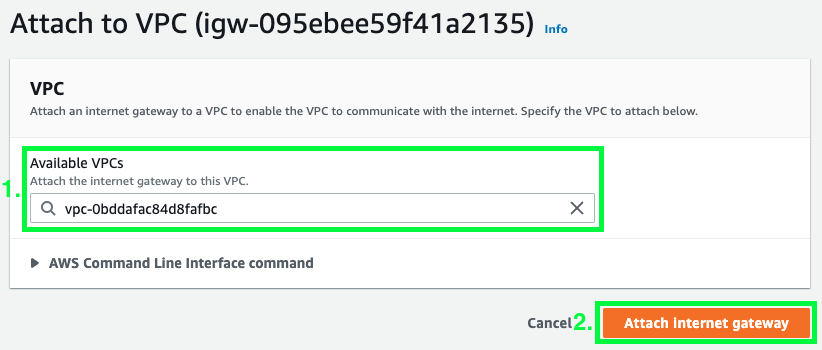 Attach to VPC (igw-095ebee59f41a2135) Info
VPC
Attach an internet gateway to a VPC to enable the VPC to communicate with the internet. Specify the VPC to attach below.
Available VPCs
Attach the internet gateway to this VPC.
1.
vpc-0bddafac84d8fafbc
AWS Command Line Interface command
Cancel 2. Attach internet gateway